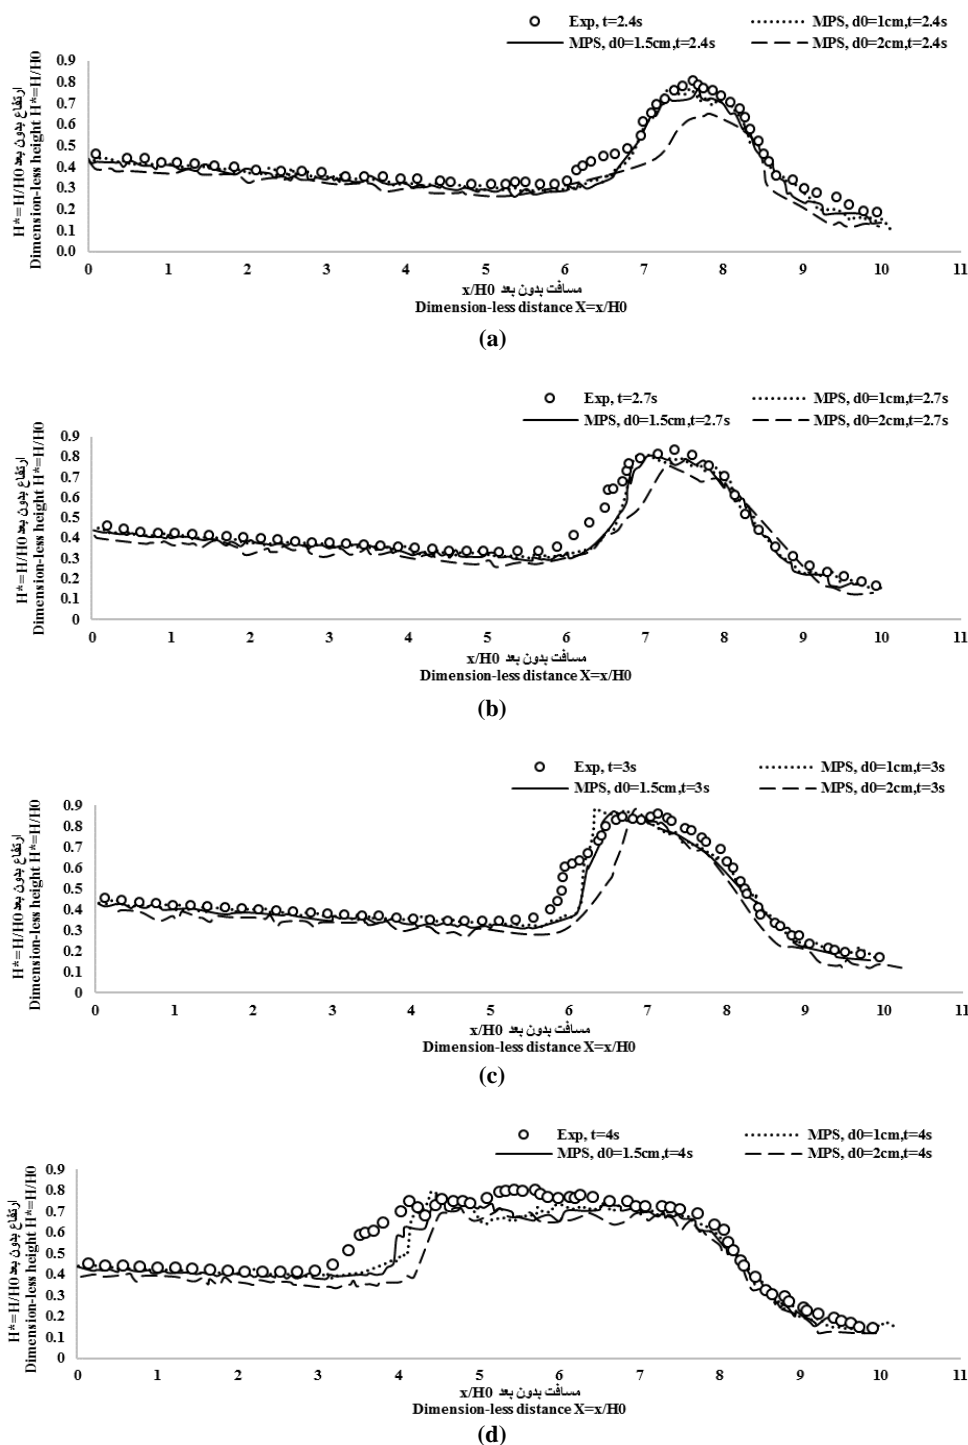 Exp, t=2.4s
MPS, d0=1cm,t=2.4s
MPS, d0=1.5cm,t=2.4s
MPS, d0=2cm,t=2.4s
ارتفاع بدون بعد H*=H/H0
Dimension-less height H*=H/H0
0.9
0.8
0.7
0.6
0.5
0.4
0.3
0.2
0.1
0.0
0 1 2 3 4 5 6 7 8 9 10 11
مسافت بدون بعد x/H0
Dimension-less distance X=x/H0
(a)
Exp, t=2.7s
MPS, d0=1cm,t=2.7s
MPS, d0=1.5cm,t=2.7s
MPS, d0=2cm,t=2.7s
ارتفاع بدون بعد H*=H/H0
Dimension-less height H*=H/H0
0.9
0.8
0.7
0.6
0.5
0.4
0.3
0.2
0.1
0
0 1 2 3 4 5 6 7 8 9 10 11
مسافت بدون بعد x/H0
Dimension-less distance X=x/H0
(b)
Exp, t=3s
MPS, d0=1cm,t=3s
MPS, d0=1.5cm,t=3s
MPS, d0=2cm,t=3s
ارتفاع بدون بعد H*=H/H0
Dimension-less height H*=H/H0
0.9
0.8
0.7
0.6
0.5
0.4
0.3
0.2
0.1
0
0 1 2 3 4 5 6 7 8 9 10 11
مسافت بدون بعد x/H0
Dimension-less distance X=x/H0
(c)
Exp, t=4s
MPS, d0=1cm,t=4s
MPS, d0=1.5cm,t=4s
MPS, d0=2cm,t=4s
ارتفاع بدون بعد H*=H/H0
Dimension-less height H*=H/H0
0.9
0.8
0.7
0.6
0.5
0.4
0.3
0.2
0.1
0
0 1 2 3 4 5 6 7 8 9 10 11
مسافت بدون بعد x/H0
Dimension-less distance X=x/H0
(d)